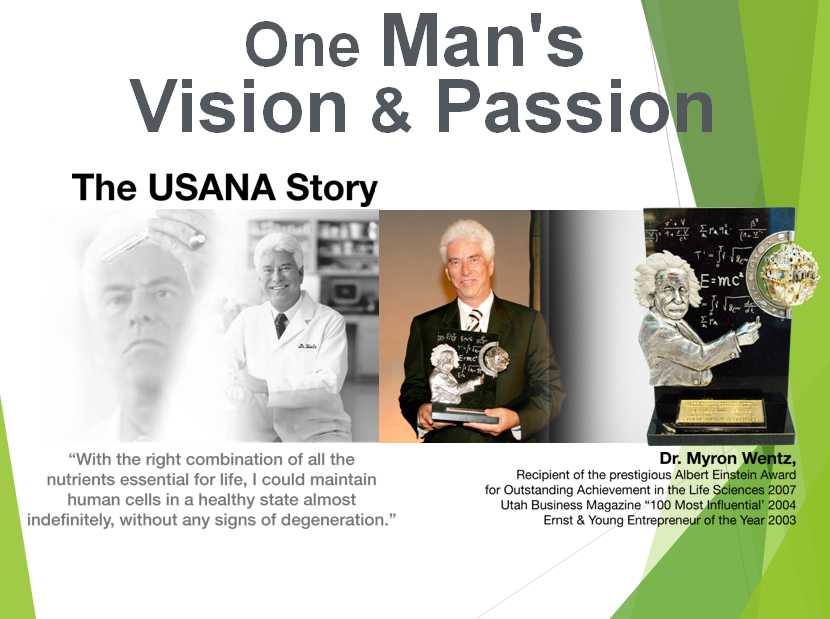 One Man's
Vision & Passion
The USANA Story
E=mc²
“With the right combination of all the
nutrients essential for life, I could maintain
human cells in a healthy state almost
indefinitely, without any signs of degeneration.”
Dr. Myron Wentz,
Recipient of the prestigious Albert Einstein Award
for Outstanding Achievement in the Life Sciences 2007
Utah Business Magazine “100 Most Influential’ 2004
Ernst & Young Entrepreneur of the Year 2003